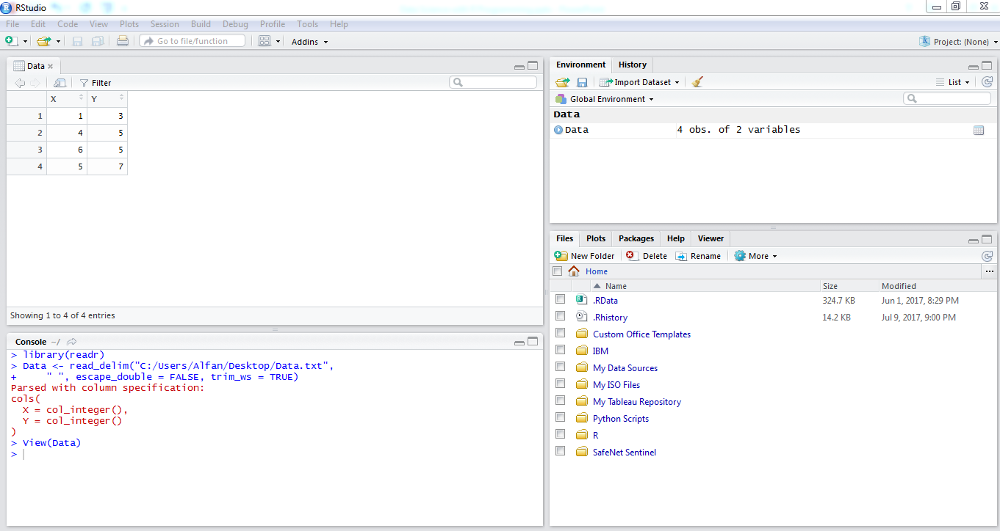 RStudio
File Edit Code View Plots Session Build Debug Profile Tools Help
Go to file/function Addins Project: (None)
Data
Filter
X Y
1 1 3
2 4 5
3 6 5
4 5 7
Showing 1 to 4 of 4 entries
Console ~/
> library(readr)
> Data <- read_delim("C:/Users/Alfan/Desktop/Data.txt",
+     " ", escape_double = FALSE, trim_ws = TRUE)
Parsed with column specification:
cols(
  X = col_integer(),
  Y = col_integer()
)
> View(Data)
>
Environment History
Import Dataset List
Global Environment
Data
Data 4 obs. of 2 variables
Files Plots Packages Help Viewer
New Folder Delete Rename More
Home ...
Name Size Modified
.RData 324.7 KB Jun 1, 2017, 8:29 PM
.Rhistory 14.2 KB Jul 9, 2017, 9:00 PM
Custom Office Templates
IBM
My Data Sources
My ISO Files
My Tableau Repository
Python Scripts
R
SafeNet Sentinel